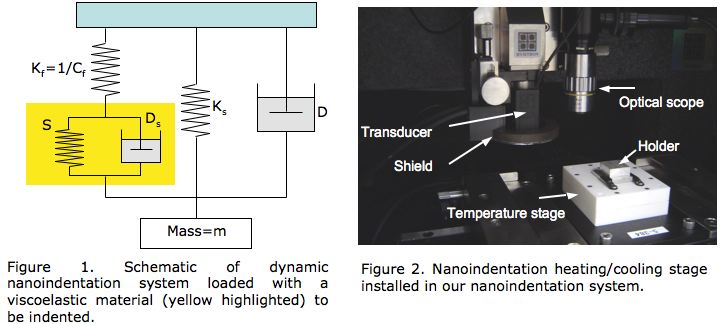 K_f=1/C_f
S
D_s
K_s
D
Mass=m
Figure 1. Schematic of dynamic
nanoindentation system loaded with a
viscoelastic material (yellow highlighted) to
be indented.
Optical scope
Transducer
Holder
Shield
Temperature stage
Figure 2. Nanoindentation heating/cooling stage
installed in our nanoindentation system.